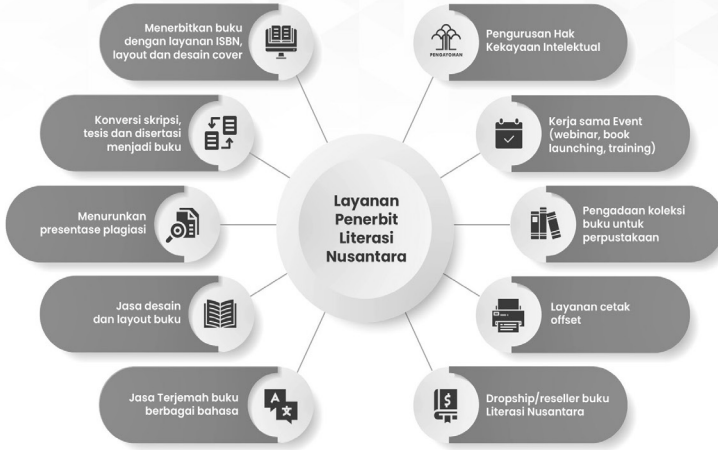 Menerbitkan buku
dengan layanan ISBN,
layout dan desain cover
Konversi skripsi,
tesis dan disertasi
menjadi buku
Menurunkan
presentase plagiasi
Jasa desain
dan layout buku
Jasa Terjemah buku
berbagai bahasa
A
Layanan
Penerbit
Literasi
Nusantara
PENGAYOMAN
Pengurusan Hak
Kekayaan Intelektual
Kerja sama Event
(webinar, book
launching, training)
Pengadaan koleksi
buku untuk
perpustakaan
Layanan cetak
offset
$
Dropship/reseller buku
Literasi Nusantara